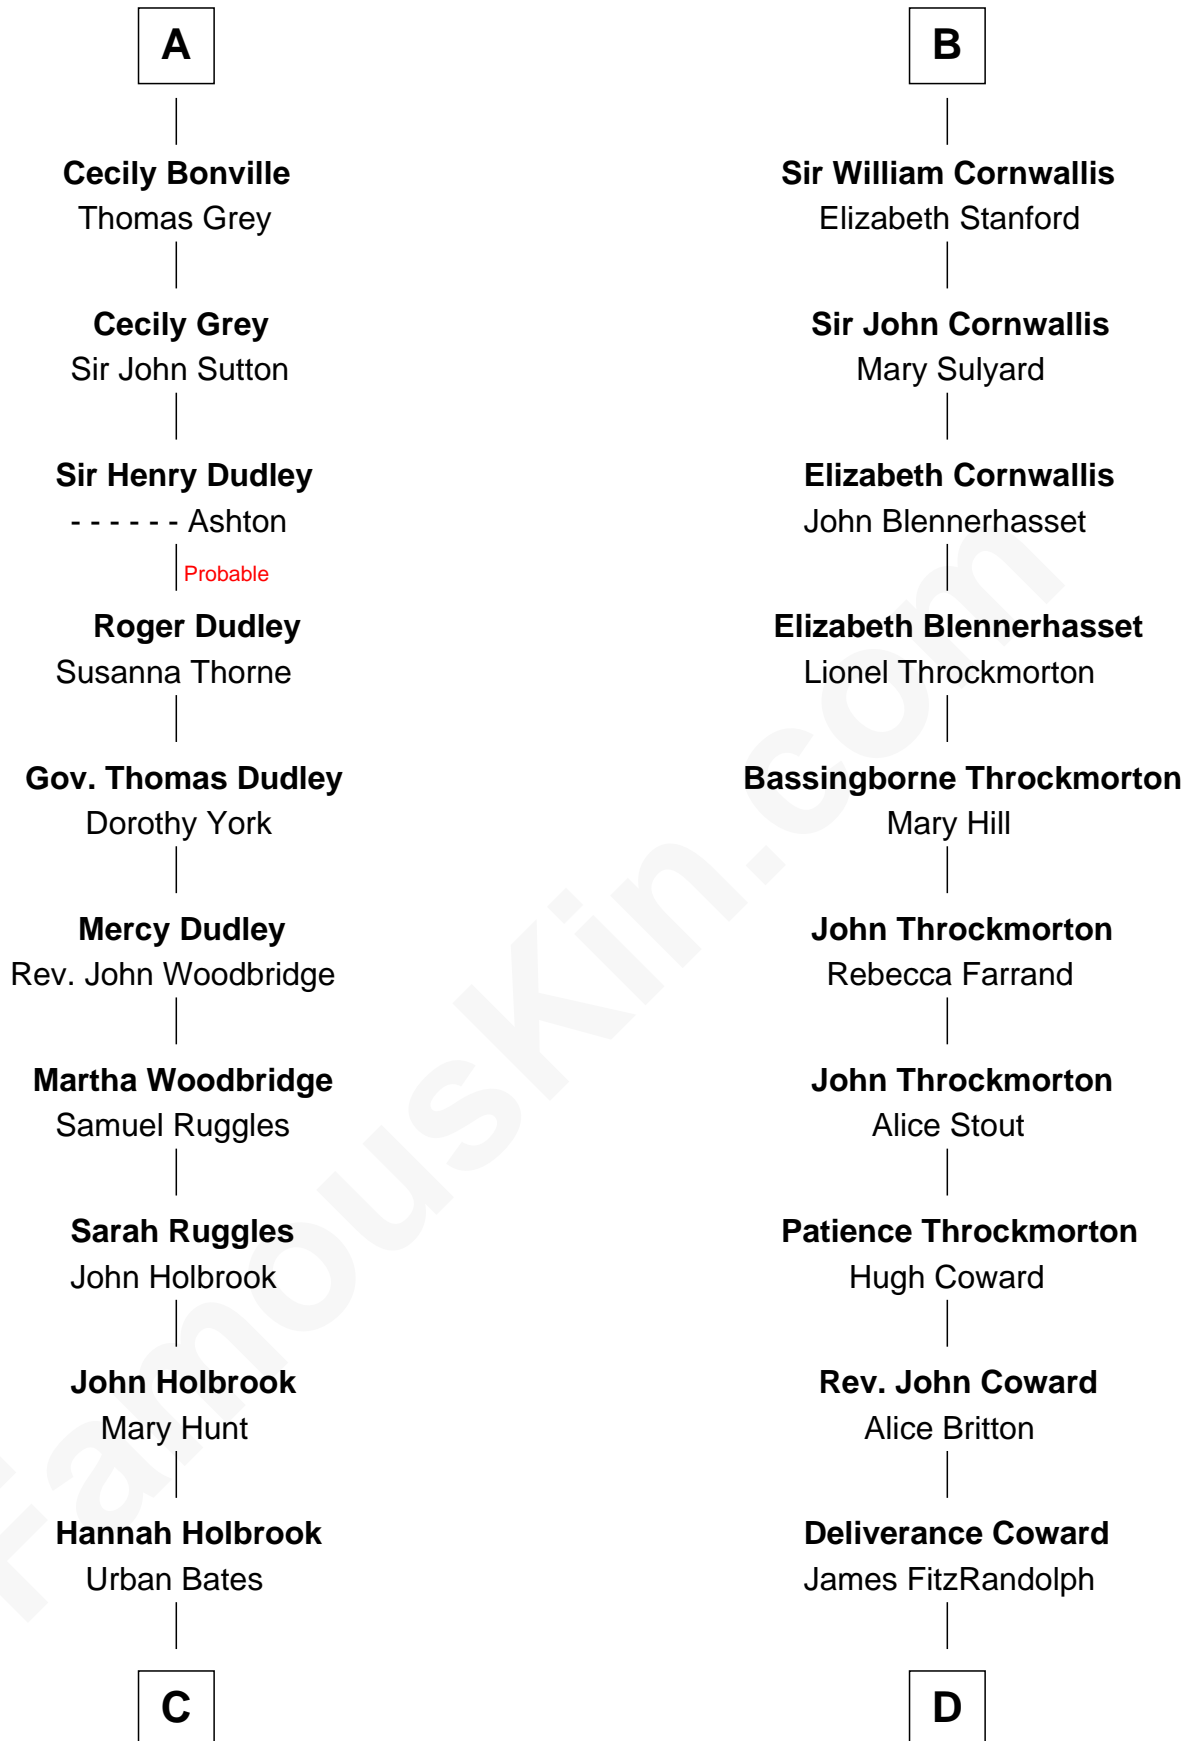 A
Cecily Bonville
Thomas Grey
Cecily Grey
Sir John Sutton
Sir Henry Dudley
- - - - - - Ashton
Probable
Roger Dudley
Susanna Thorne
Gov. Thomas Dudley
Dorothy York
Mercy Dudley
Rev. John Woodbridge
Martha Woodbridge
Samuel Ruggles
Sarah Ruggles
John Holbrook
John Holbrook
Mary Hunt
Hannah Holbrook
Urban Bates
C
B
Sir William Cornwallis
Elizabeth Stanford
Sir John Cornwallis
Mary Sulyard
Elizabeth Cornwallis
John Blennerhasset
Elizabeth Blennerhasset
Lionel Throckmorton
Bassingborne Throckmorton
Mary Hill
John Throckmorton
Rebecca Farrand
John Throckmorton
Alice Stout
Patience Throckmorton
Hugh Coward
Rev. John Coward
Alice Britton
Deliverance Coward
James FitzRandolph
D
FamousKin.com